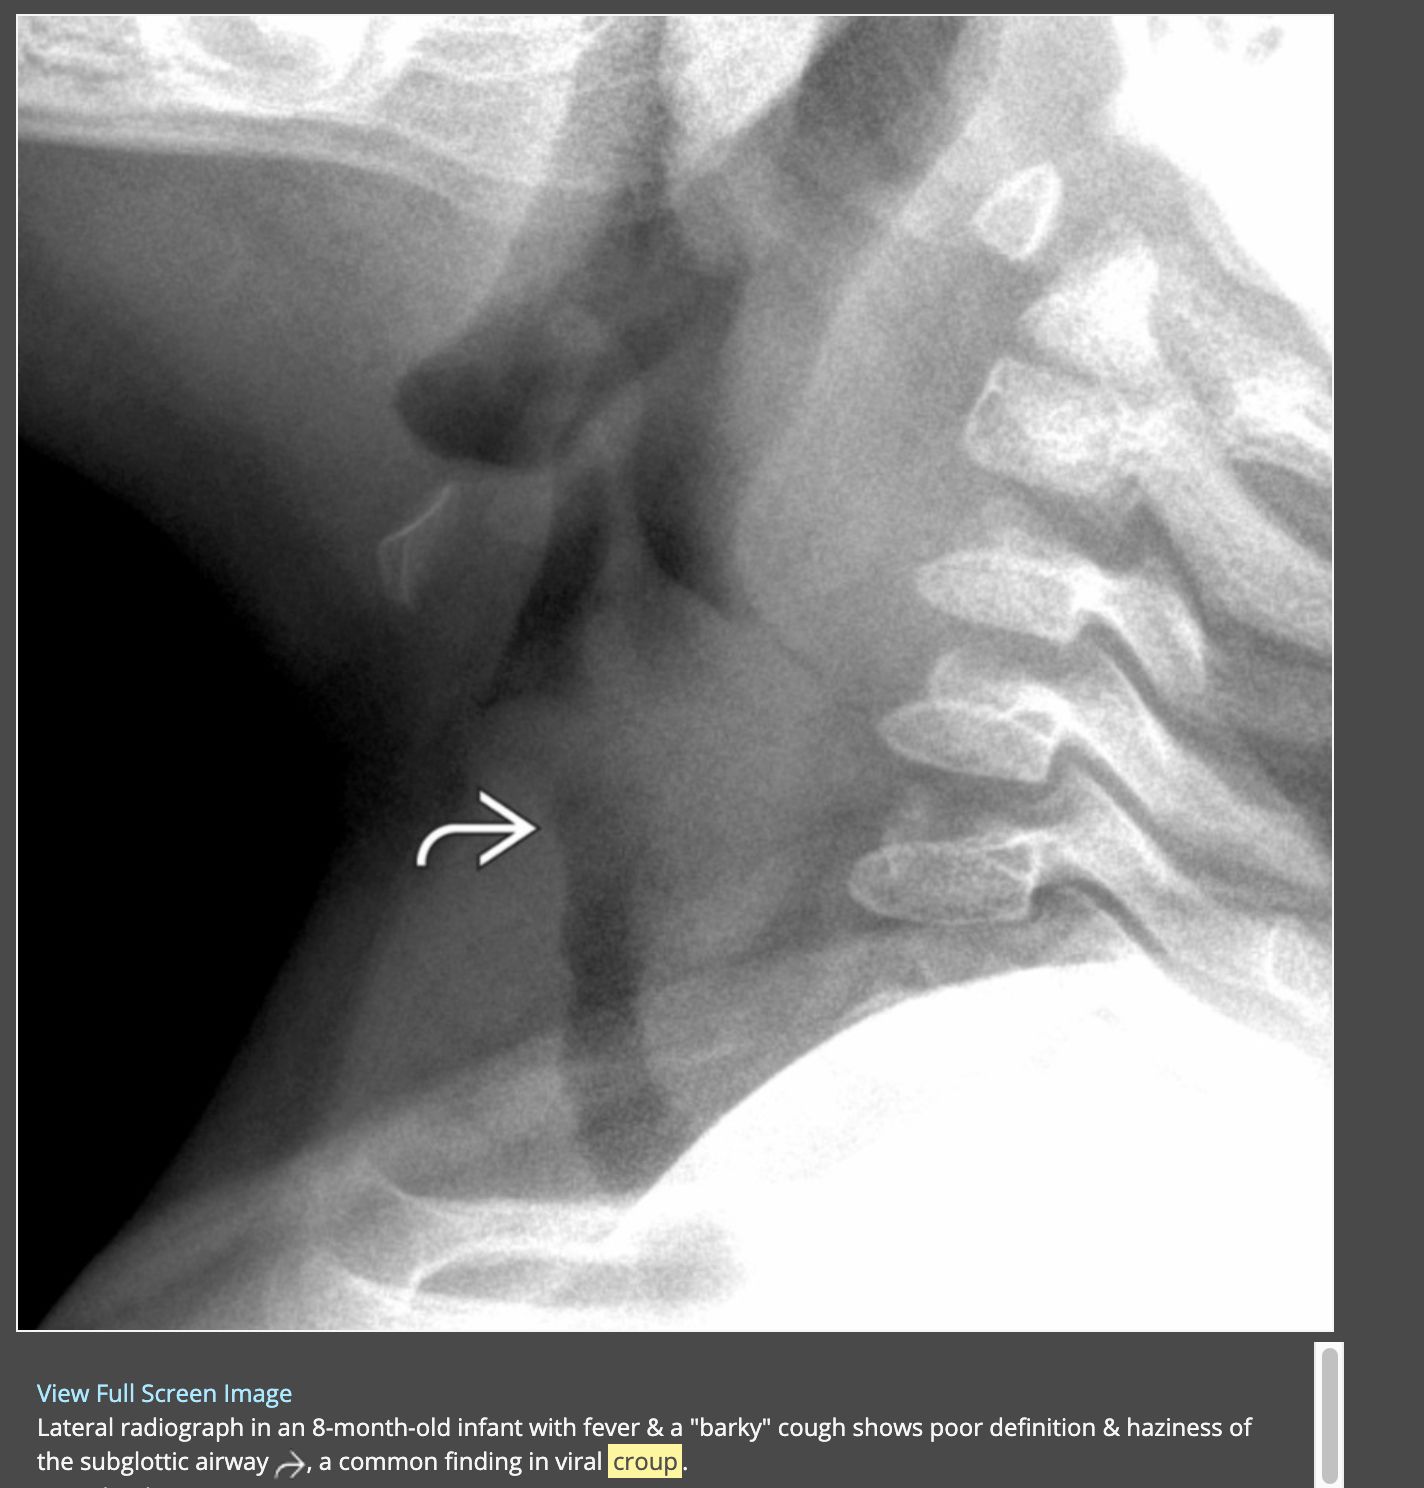 View Full Screen Image
Lateral radiograph in an 8-month-old infant with fever & a "barky" cough shows poor definition & haziness of
the subglottic airway , a common finding in viral croup.